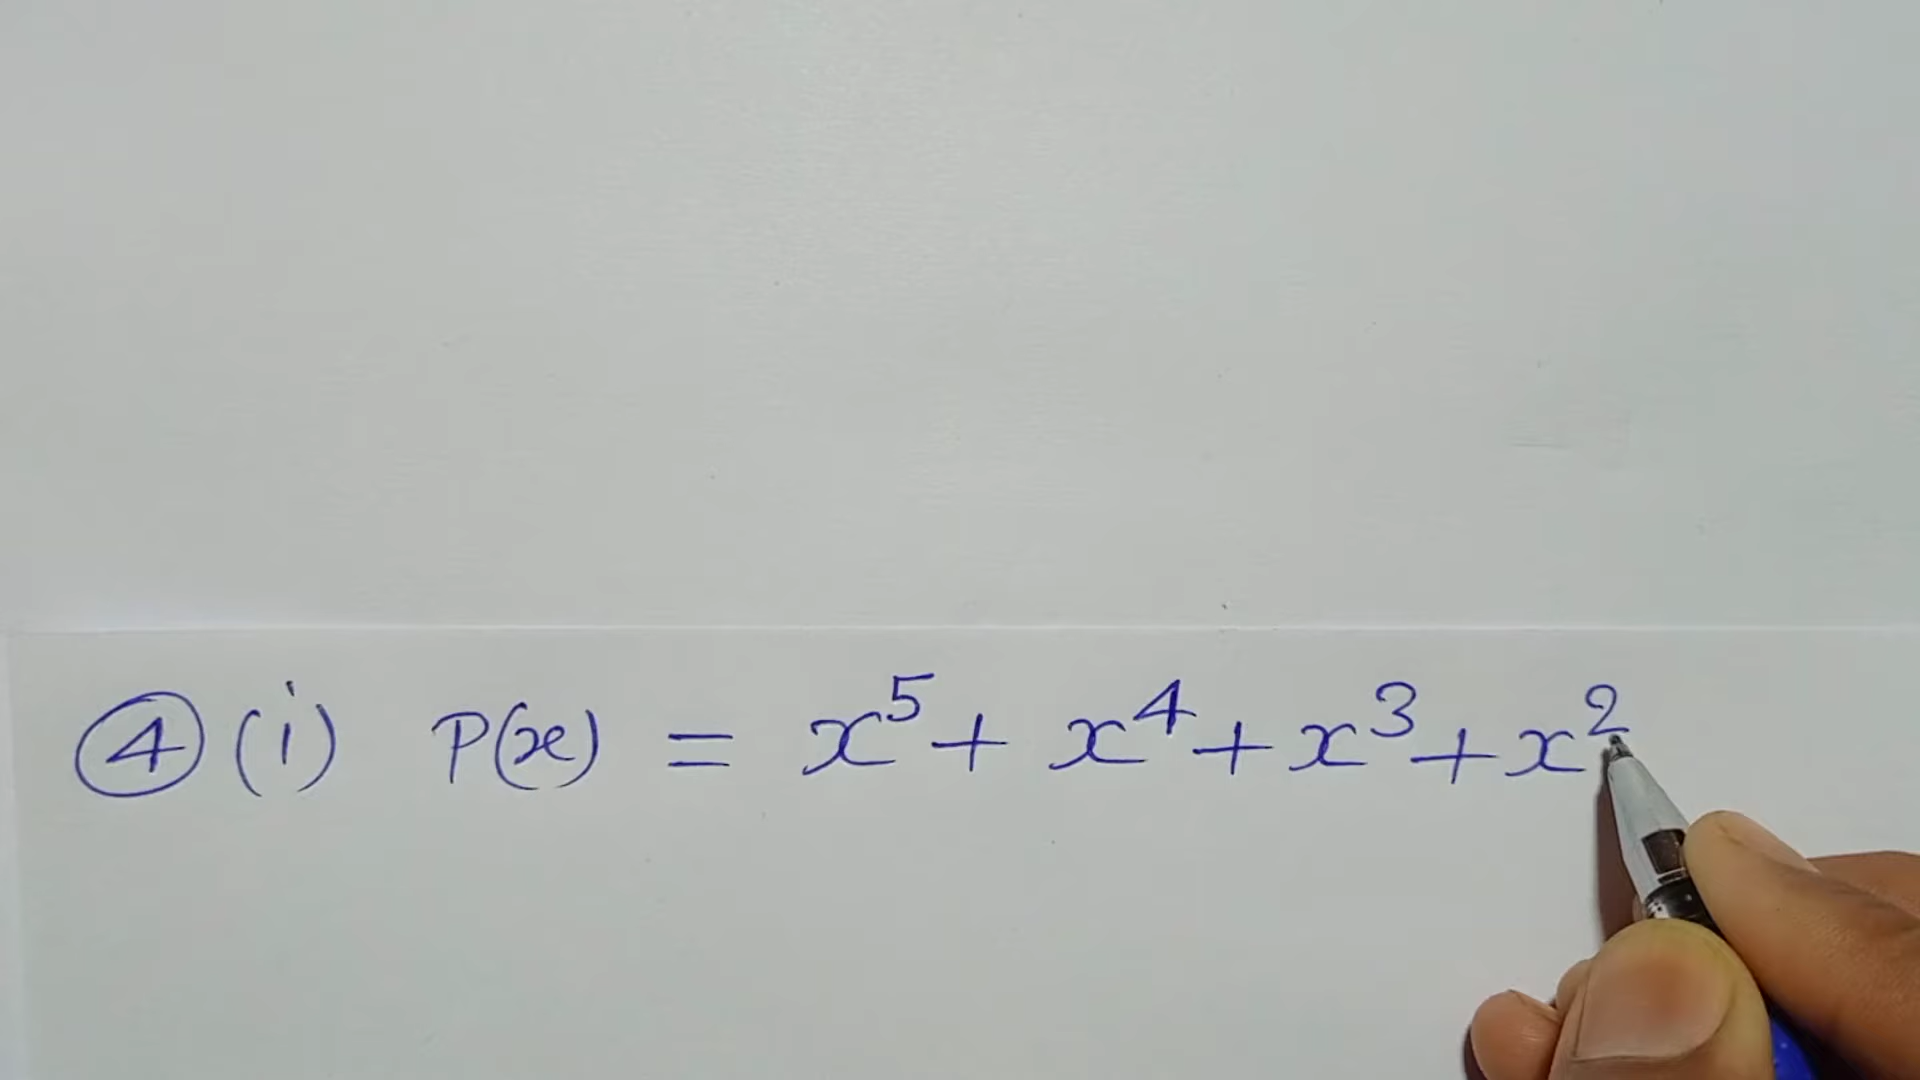 ④ (i) P(x) = x⁵ + x⁴ + x³ + x²